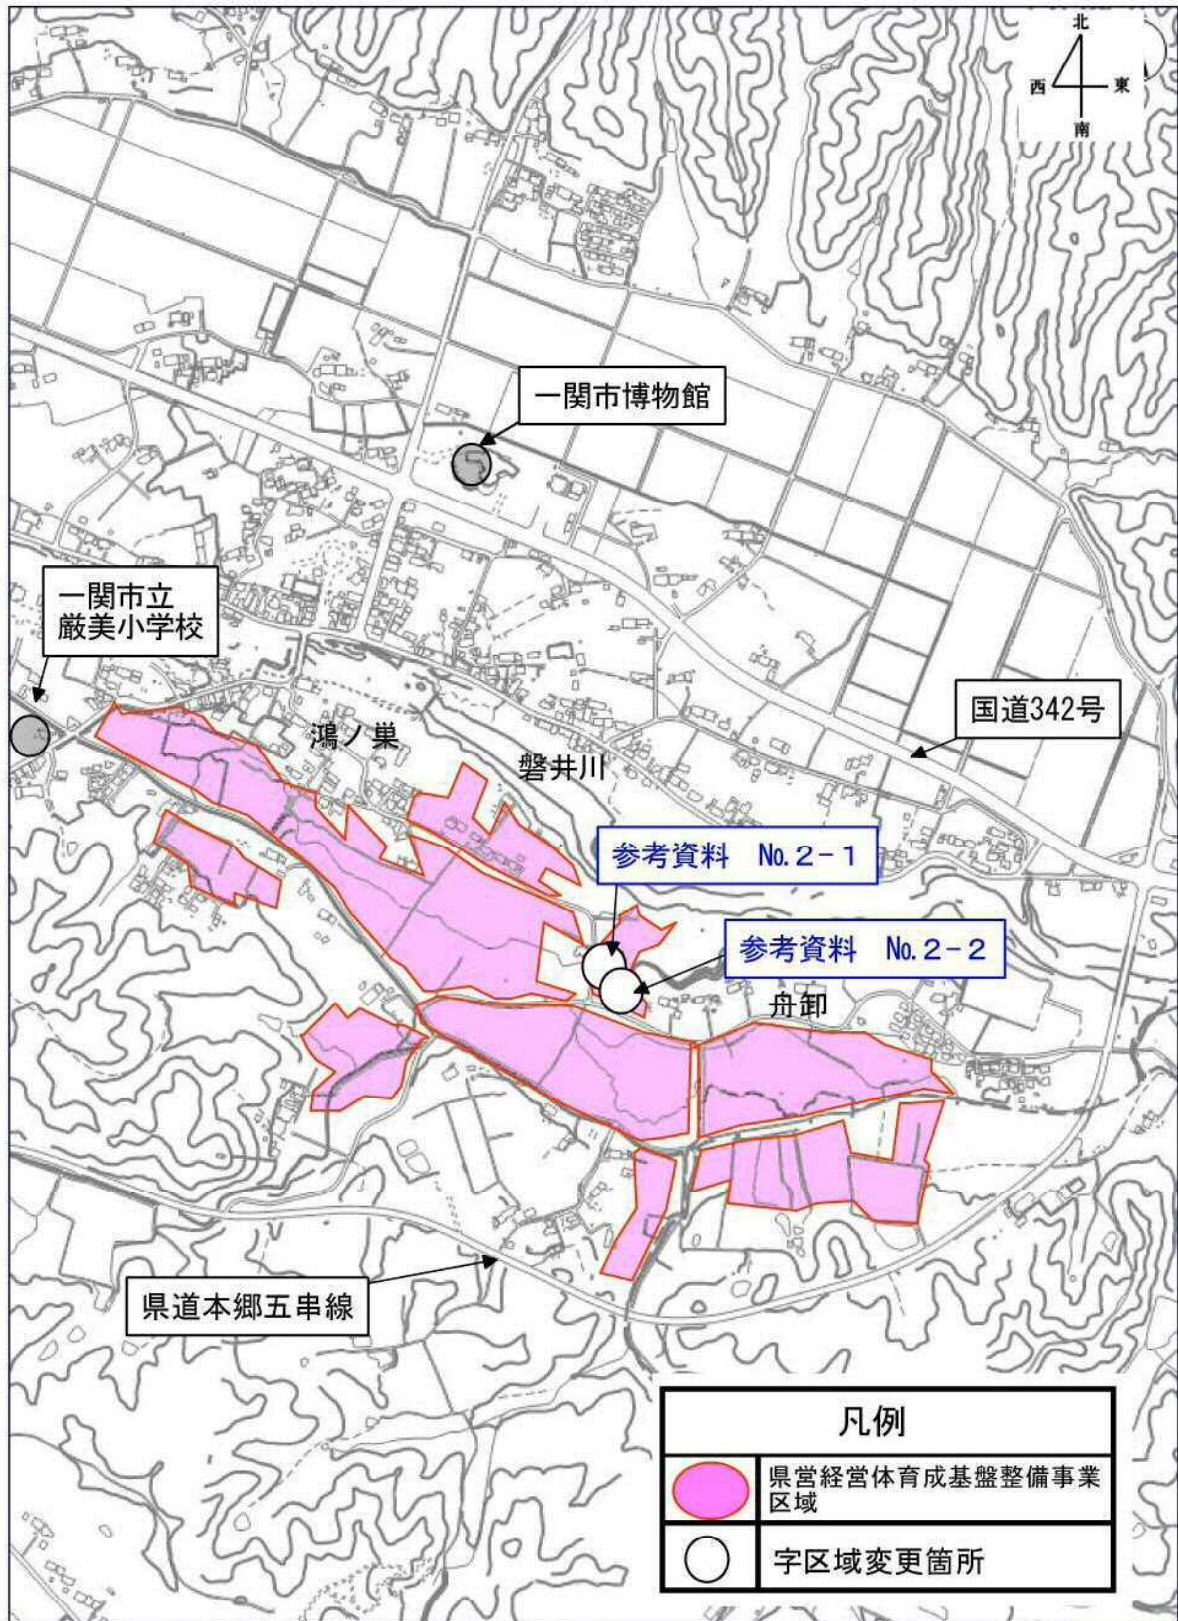 北
西
東
南
一関市博物館
一関市立
厳美小学校
国道342号
鴻ノ巣
磐井川
参考資料 No.2-1
参考資料 No.2-2
舟卸
県道本郷五串線
凡例
県営経営体育成基盤整備事業
区域
字区域変更箇所